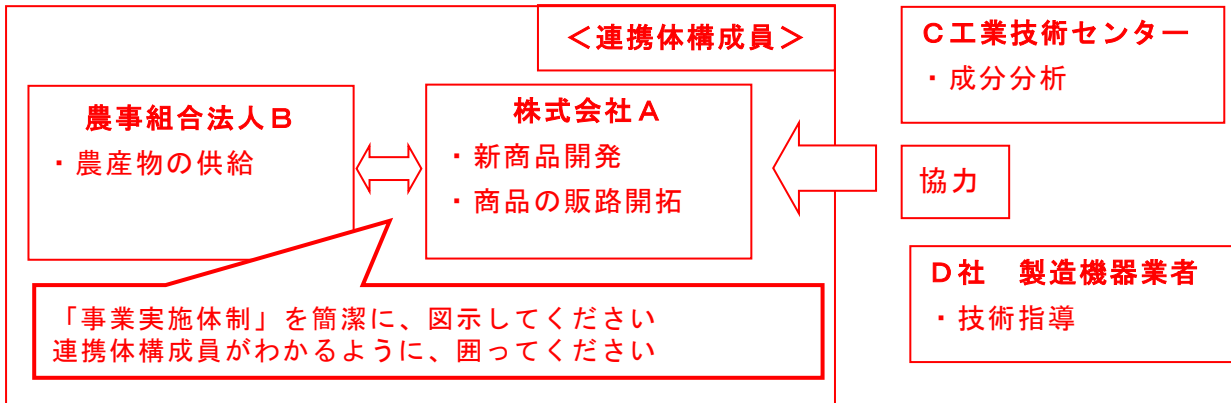 ＜連携体構成員＞
農事組合法人Ｂ
・農産物の供給
株式会社Ａ
・新商品開発
・商品の販路開拓
「事業実施体制」を簡潔に、図示してください
連携体構成員がわかるように、囲ってください
Ｃ工業技術センター
・成分分析
協力
Ｄ社　製造機器業者
・技術指導